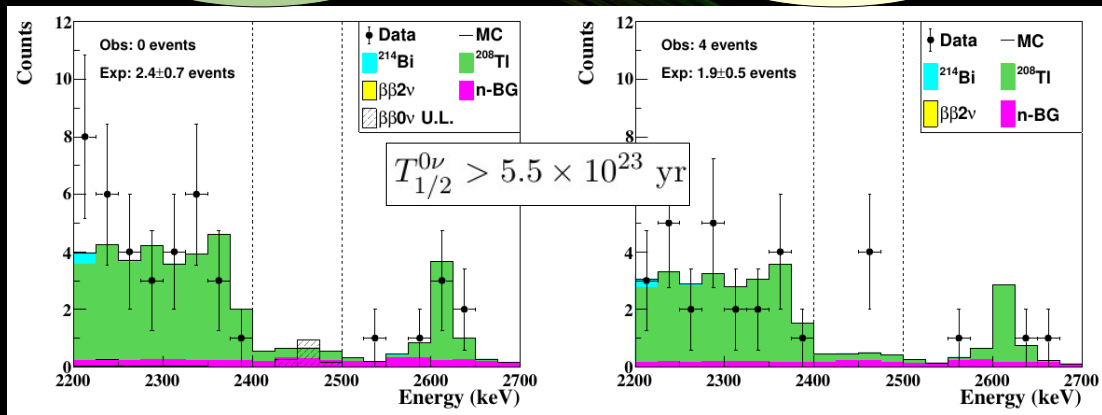 Counts
12
10
8
6
4
2
0
Obs: 0 events
Exp: 2.4±0.7 events
Data
MC
²¹⁴Bi
²⁰⁸Tl
ββ2ν
n-BG
ββ0ν U.L.
2200 2300 2400 2500 2600 2700
Energy (keV)
T₁/₂⁰ᵛ > 5.5 × 10²³ yr
Counts
12
10
8
6
4
2
0
Obs: 4 events
Exp: 1.9±0.5 events
Data
MC
²¹⁴Bi
²⁰⁸Tl
ββ2ν
n-BG
2200 2300 2400 2500 2600 2700
Energy (keV)